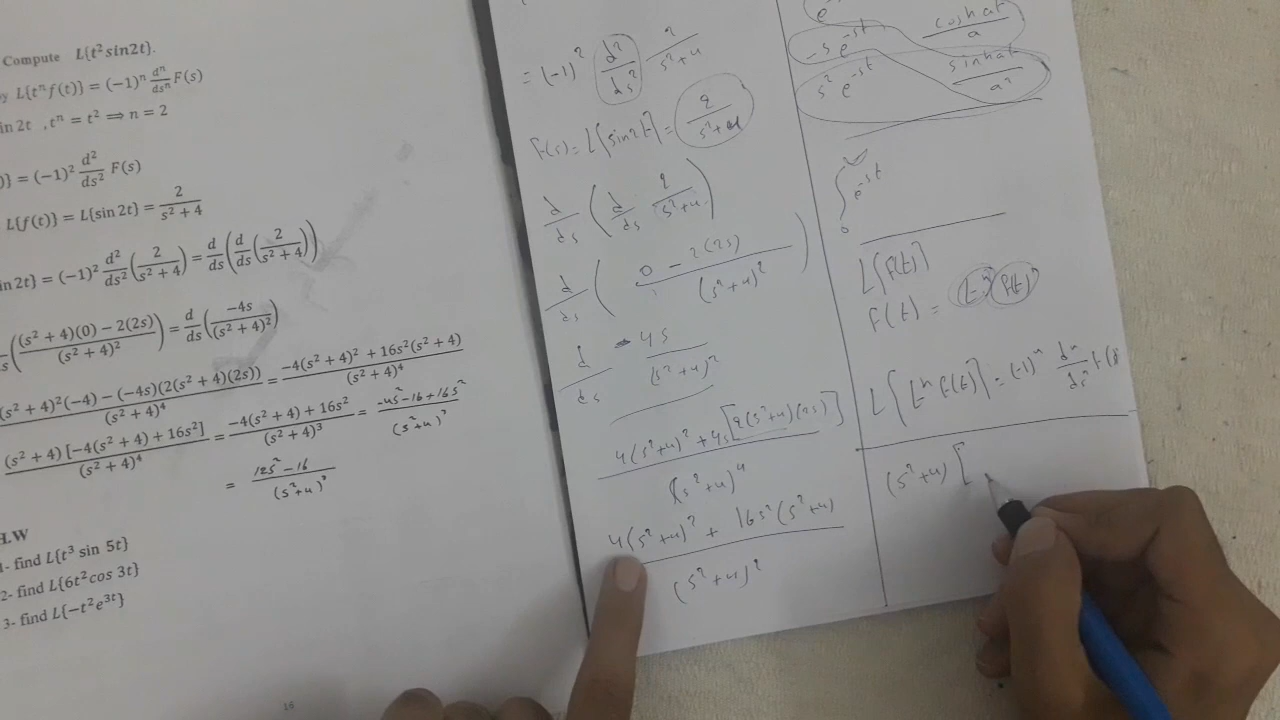 Compute L{t² sin2t}.
L{tⁿf(t)} = (-1)ⁿ dⁿ/dsⁿ F(s)
in 2t , tⁿ = t² ⟹ n = 2
)} = (-1)² d²/ds² F(s)
L{f(t)} = L{sin 2t} = 2/(s² + 4)
in 2t} = (-1)² d²/ds² (2/(s² + 4)) = d/ds (d/ds (2/(s² + 4)))
((s² + 4)(0) - 2(2s))/(s² + 4)²) = d/ds (-4s/(s² + 4)²)
(s² + 4)²(-4) - (-4s)(2(s² + 4)(2s))/(s² + 4)⁴ = (-4(s² + 4)² + 16s²(s² + 4))/(s² + 4)⁴
(s² + 4)[-4(s² + 4) + 16s²]/(s² + 4)⁴ = (-4(s² + 4) + 16s²)/(s² + 4)³ = (-4s² - 16 + 16s²)/(s² + 4)³
= (12s² - 16)/(s² + 4)³
H.W
1- find L{t³ sin 5t}
2- find L{6t² cos 3t}
3- find L{-t²e³ᵗ}
16
= (-1)² d²/ds² 2/(s² + 4)
F(s) = L{sin2t} = 2/(s² + 4)
d/ds (d/ds 2/(s² + 4))
d/ds ((0 - 2(2s))/(s² + 4)²)
d/ds -4s/(s² + 4)²
4(s² + 4)² + 4s[2(s² + 4)(2s)]/(s² + 4)⁴
4(s² + 4)² + 16s²(s² + 4)/(s² + 4)²
-s e⁻ˢᵗ cosh at/a
s² e⁻ˢᵗ sinh at/a²
∫₀ e⁻ˢᵗ
L{f(t)}
f(t) = tⁿ f(t)
L{tⁿ f(t)} = (-1)ⁿ dⁿ/dsⁿ F(s
(s² + 4) [